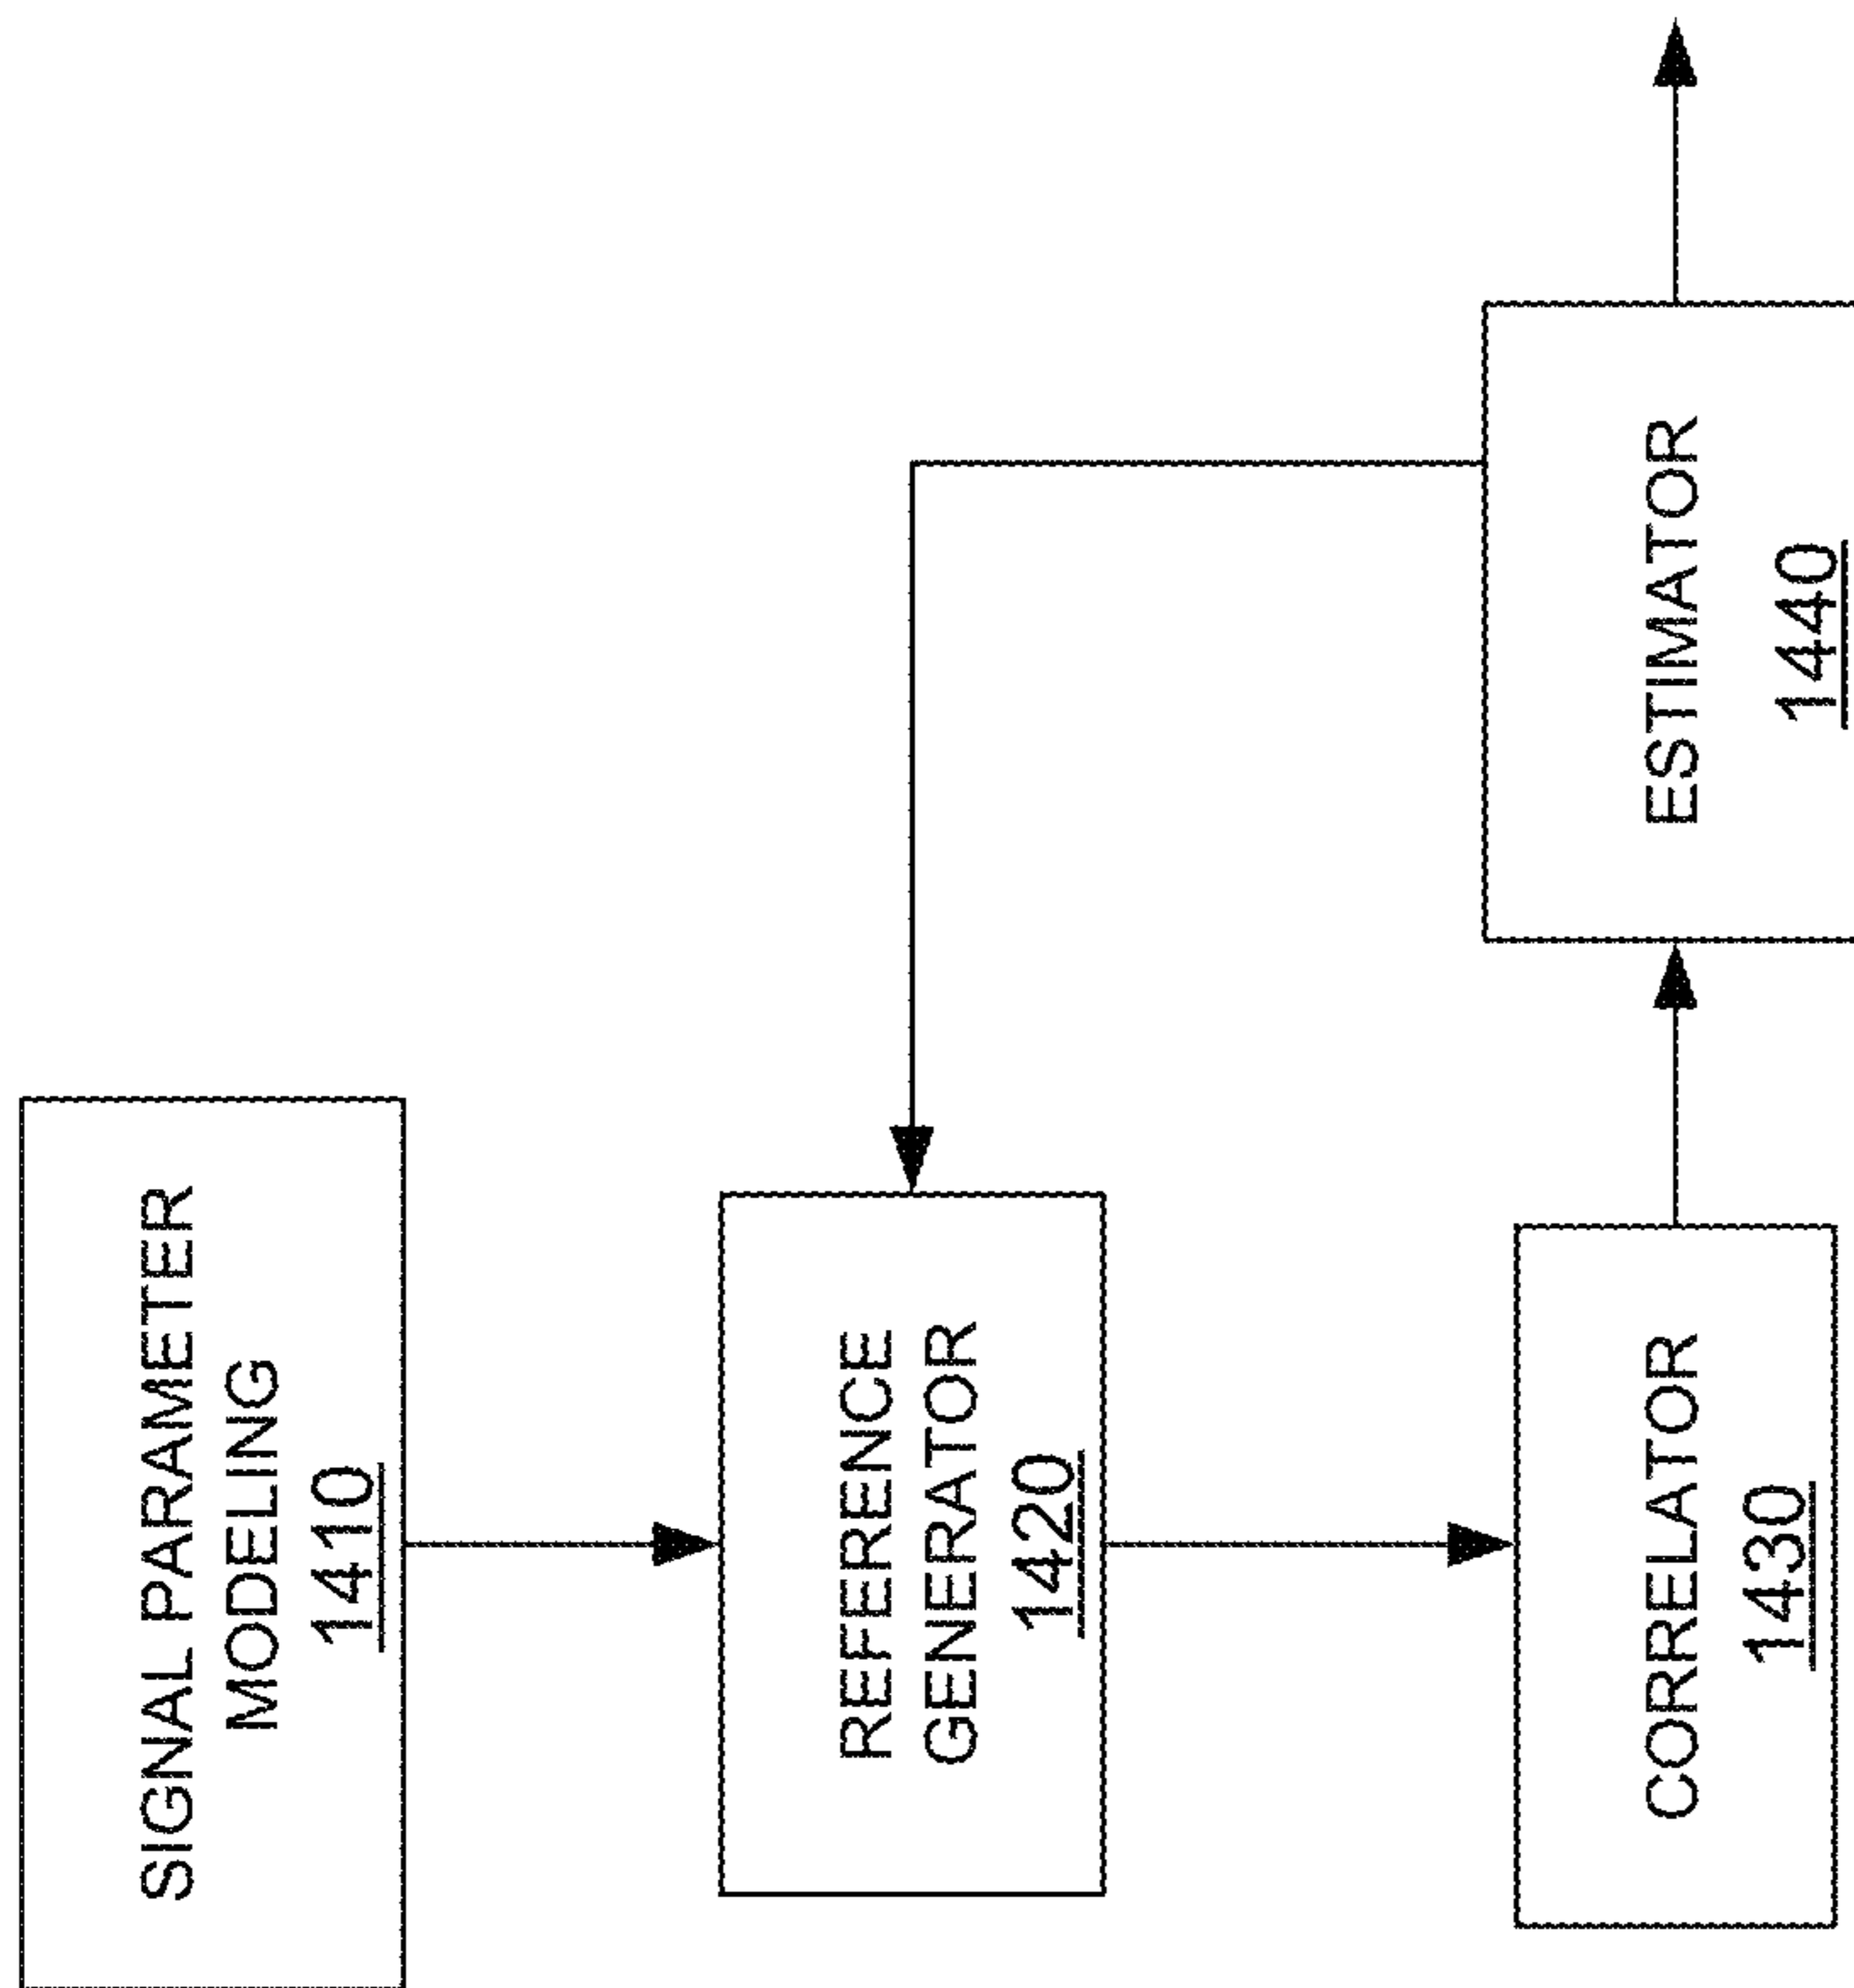 SIGNAL PARAMETER
MODELING
1410
REFERENCE
GENERATOR
1420
CORRELATOR
1430
ESTIMATOR
1440